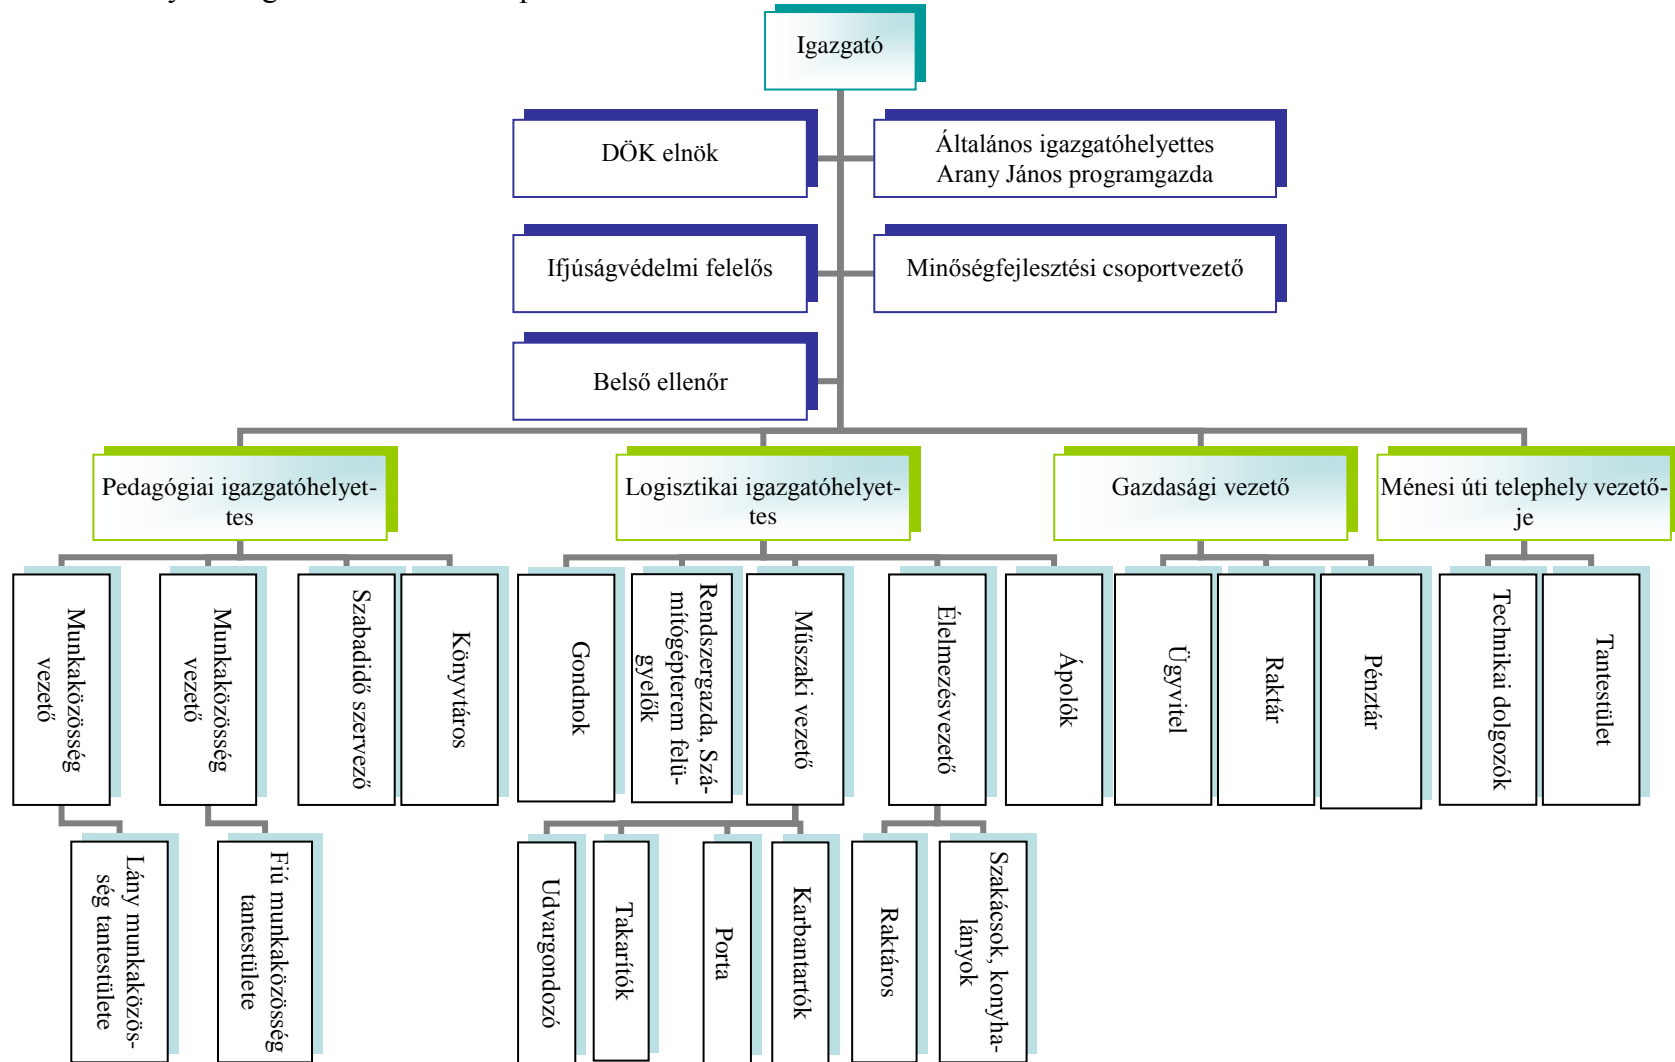 Igazgató
DÖK elnök
Általános igazgatóhelyettes
Arany János programgazda
Ifjúságvédelmi felelős
Minőségfejlesztési csoportvezető
Belső ellenőr
Pedagógiai igazgatóhelyet-
tes
Logisztikai igazgatóhelyet-
tes
Gazdasági vezető
Ménesi úti telephely vezető-
je
Munkaközösség
vezető
Munkaközösség
vezető
Szabadidő szervező
Könyvtáros
Gondnok
Rendszergazda, Szá-
mítógépterem felü-
gyelők
Műszaki vezető
Élelmezésvezető
Ápolók
Ügyvitel
Raktár
Pénztár
Technikai dolgozók
Tantestület
Lány munkaközös-
ség tantestülete
Fiú munkaközösség
tantestülete
Udvargondozó
Takarítók
Porta
Karbantartók
Raktáros
Szakácsok, konyha-
lányok